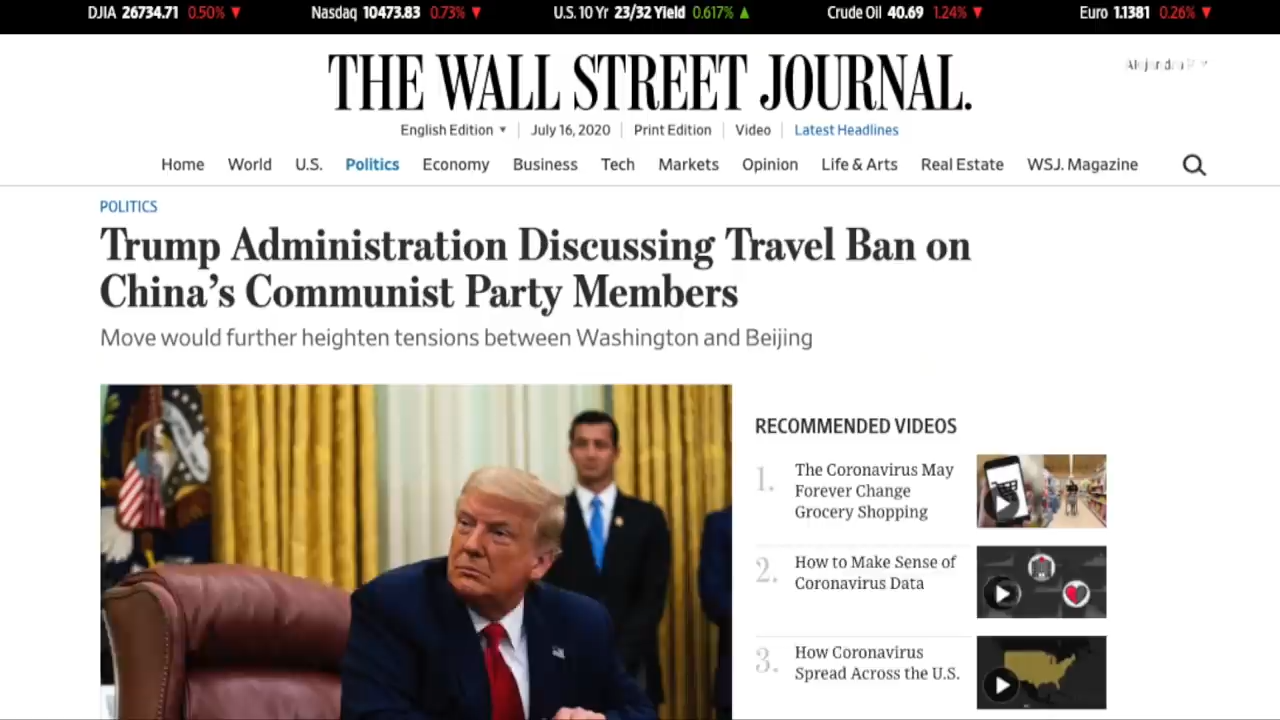 DJIA 26734.71 0.50% ▼ Nasdaq 10473.83 0.73% ▼ U.S. 10 Yr 23/32 Yield 0.617% ▲ Crude Oil 40.69 1.24% ▼ Euro 1.1381 0.26% ▼
THE WALL STREET JOURNAL.
English Edition ▼ | July 16, 2020 | Print Edition | Video | Latest Headlines
Home World U.S. Politics Economy Business Tech Markets Opinion Life & Arts Real Estate WSJ. Magazine
POLITICS
Trump Administration Discussing Travel Ban on
China’s Communist Party Members
Move would further heighten tensions between Washington and Beijing
RECOMMENDED VIDEOS
1. The Coronavirus May
Forever Change
Grocery Shopping
2. How to Make Sense of
Coronavirus Data
3. How Coronavirus
Spread Across the U.S.